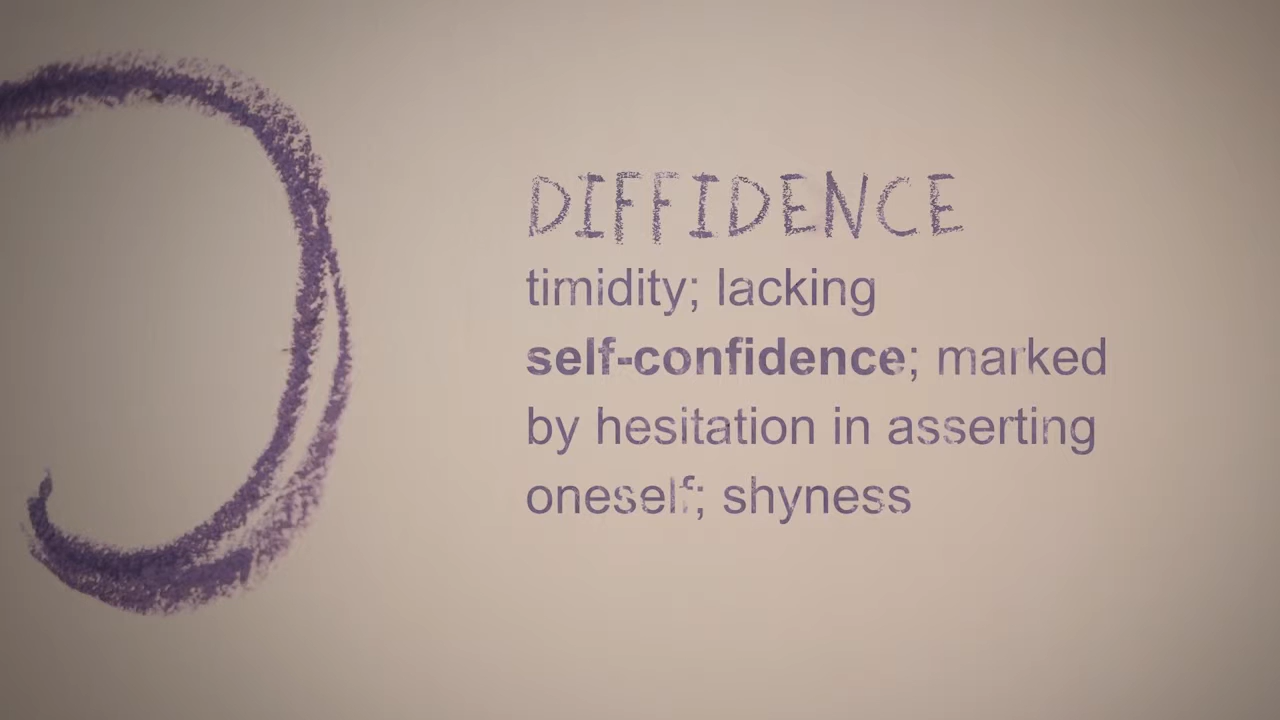 DIFFIDENCE
timidity; lacking
self-confidence; marked
by hesitation in asserting
oneself; shyness